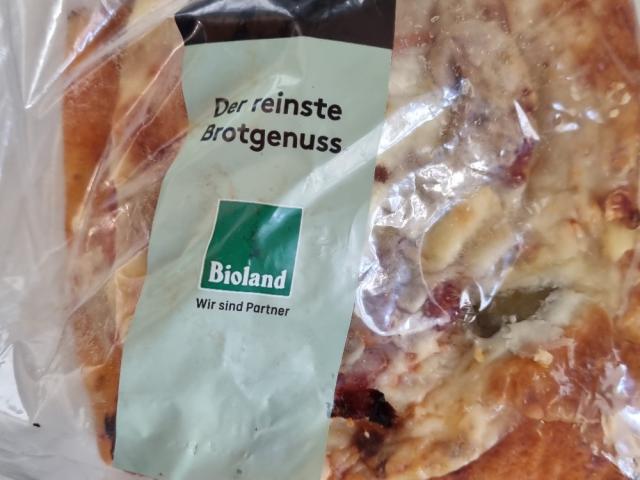 Der reinste
Brotgenuss
Bioland
Wir sind Partner